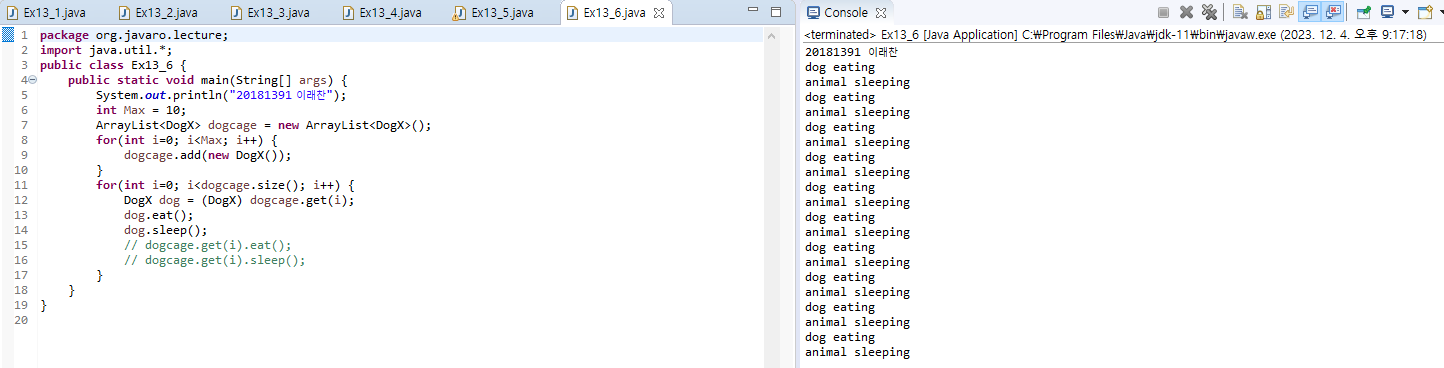 Ex13_1.java
Ex13_2.java
Ex13_3.java
Ex13_4.java
Ex13_5.java
Ex13_6.java
1 package org.javaro.lecture;
2 import java.util.*;
3 public class Ex13_6 {
4 public static void main(String[] args) {
5 System.out.println("20181391 이래찬");
6 int Max = 10;
7 ArrayList<DogX> dogcage = new ArrayList<DogX>();
8 for(int i=0; i<Max; i++) {
9 dogcage.add(new DogX());
10 }
11 for(int i=0; i<dogcage.size(); i++) {
12 DogX dog = (DogX) dogcage.get(i);
13 dog.eat();
14 dog.sleep();
15 // dogcage.get(i).eat();
16 // dogcage.get(i).sleep();
17 }
18 }
19 }
20
Console
<terminated> Ex13_6 [Java Application] C:₩Program Files₩Java₩jdk-11₩bin₩javaw.exe (2023. 12. 4. 오후 9:17:18)
20181391 이래찬
dog eating
animal sleeping
dog eating
animal sleeping
dog eating
animal sleeping
dog eating
animal sleeping
dog eating
animal sleeping
dog eating
animal sleeping
dog eating
animal sleeping
dog eating
animal sleeping
dog eating
animal sleeping
dog eating
animal sleeping